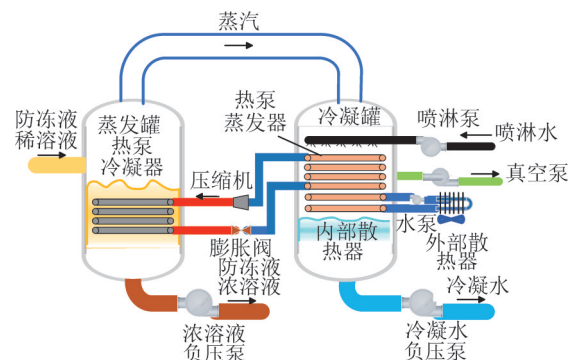 蒸汽
防冻液
稀溶液
蒸发罐
热泵
冷凝器
热泵
蒸发器
冷凝罐
喷淋泵
喷淋水
真空泵
压缩机
膨胀阀
防冻液
浓溶液
内部散
热器
水泵
外部散
热器
浓溶液
负压泵
冷凝水
冷凝水
负压泵